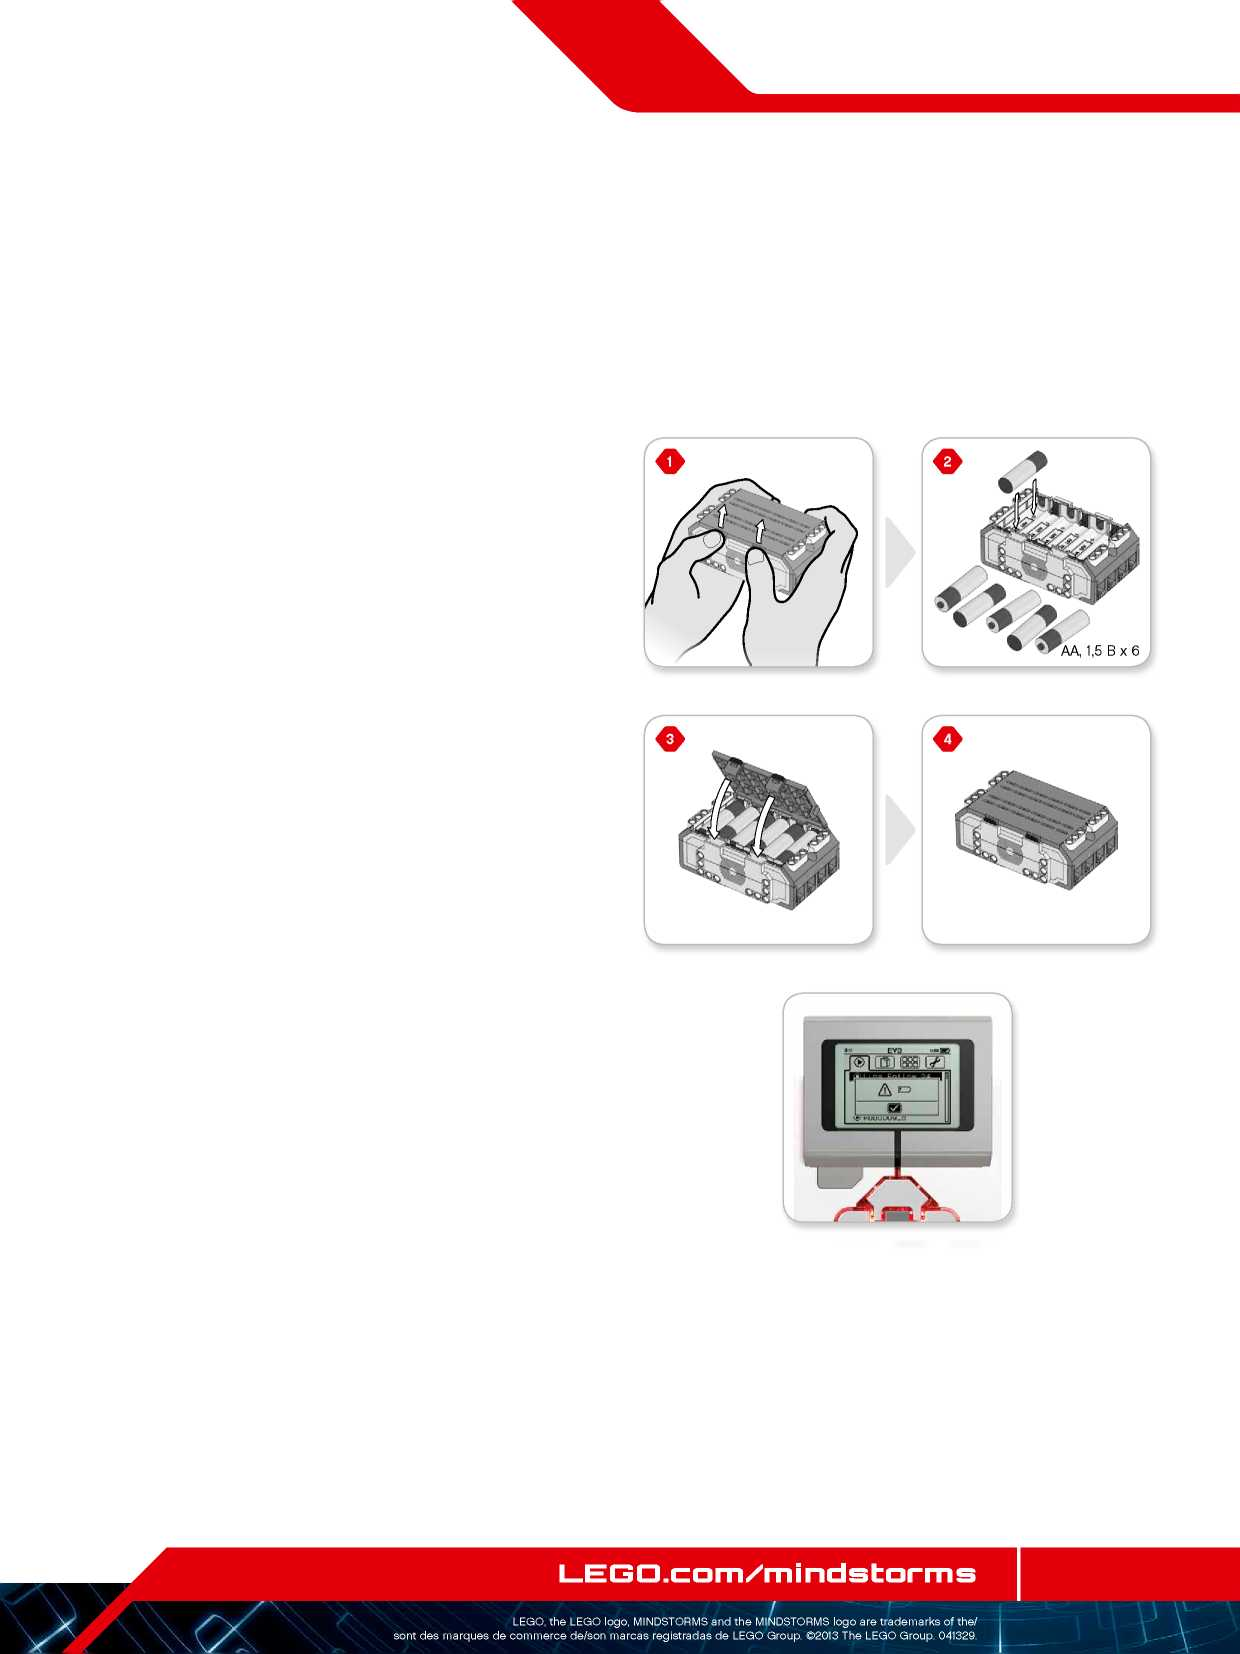 1
2
AA, 1,5 В x 6
3
4
EV3
LEGO.com/mindstorms
LEGO, the LEGO logo, MINDSTORMS and the MINDSTORMS logo are trademarks of the/
sont des marques de commerce de/son marcas registradas de LEGO Group. ©2013 The LEGO Group. 041329.